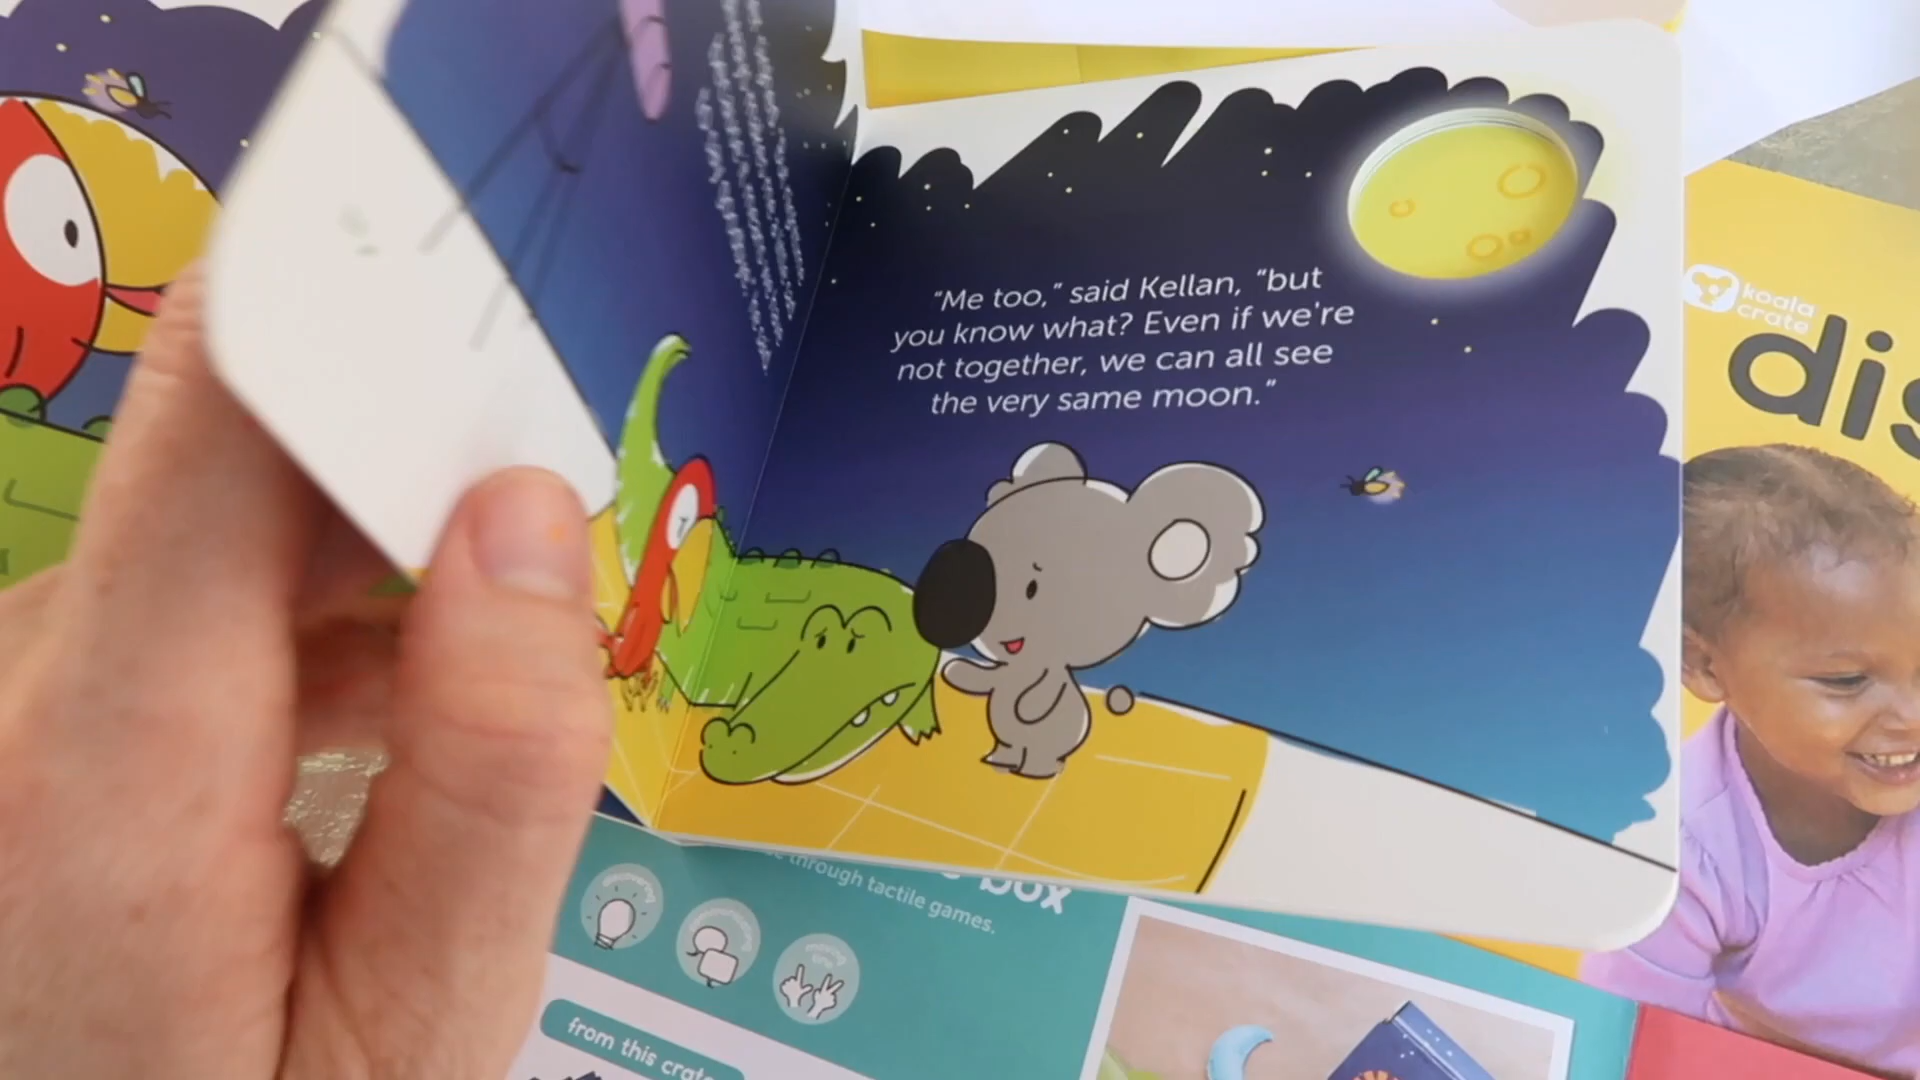 “Me too,” said Kellan, “but
you know what? Even if we're
not together, we can all see
the very same moon.”
koala
crate
dis
box
through tactile games.
from this crate